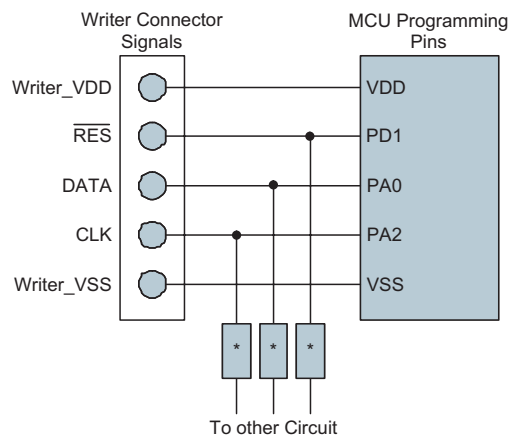 Writer Connector
Signals
MCU Programming
Pins
Writer_VDD
VDD
RES
PD1
DATA
PA0
CLK
PA2
Writer_VSS
VSS
* * *
To other Circuit